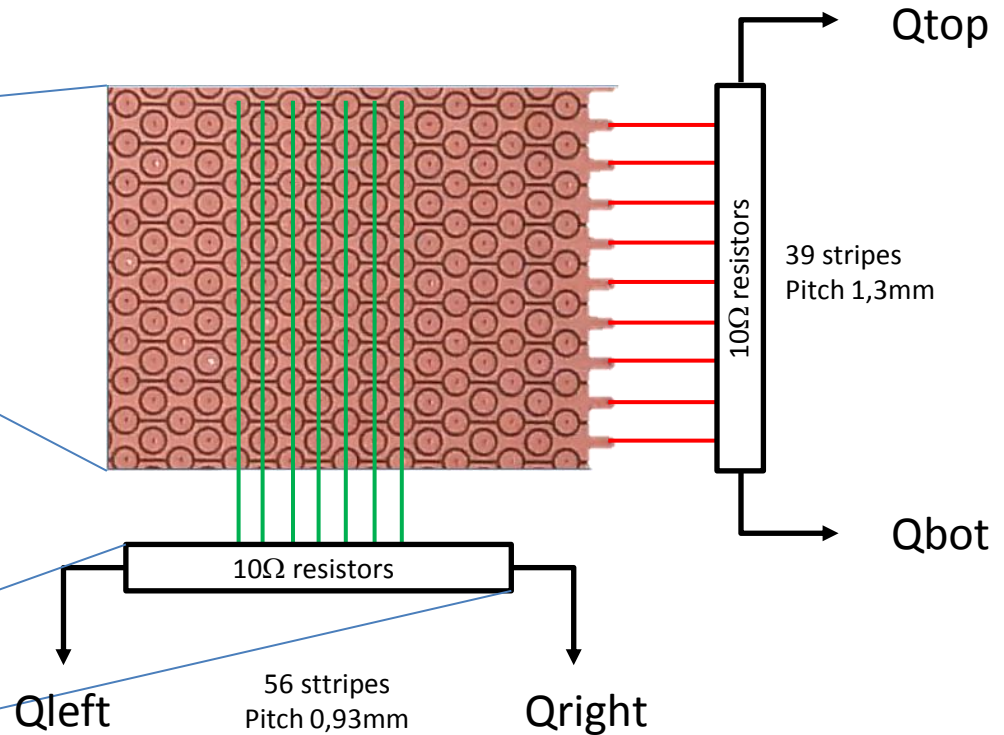 Qtop
10Ω resistors
39 stripes
Pitch 1,3mm
Qbot
10Ω resistors
Qleft
56 sttripes
Pitch 0,93mm
Qright